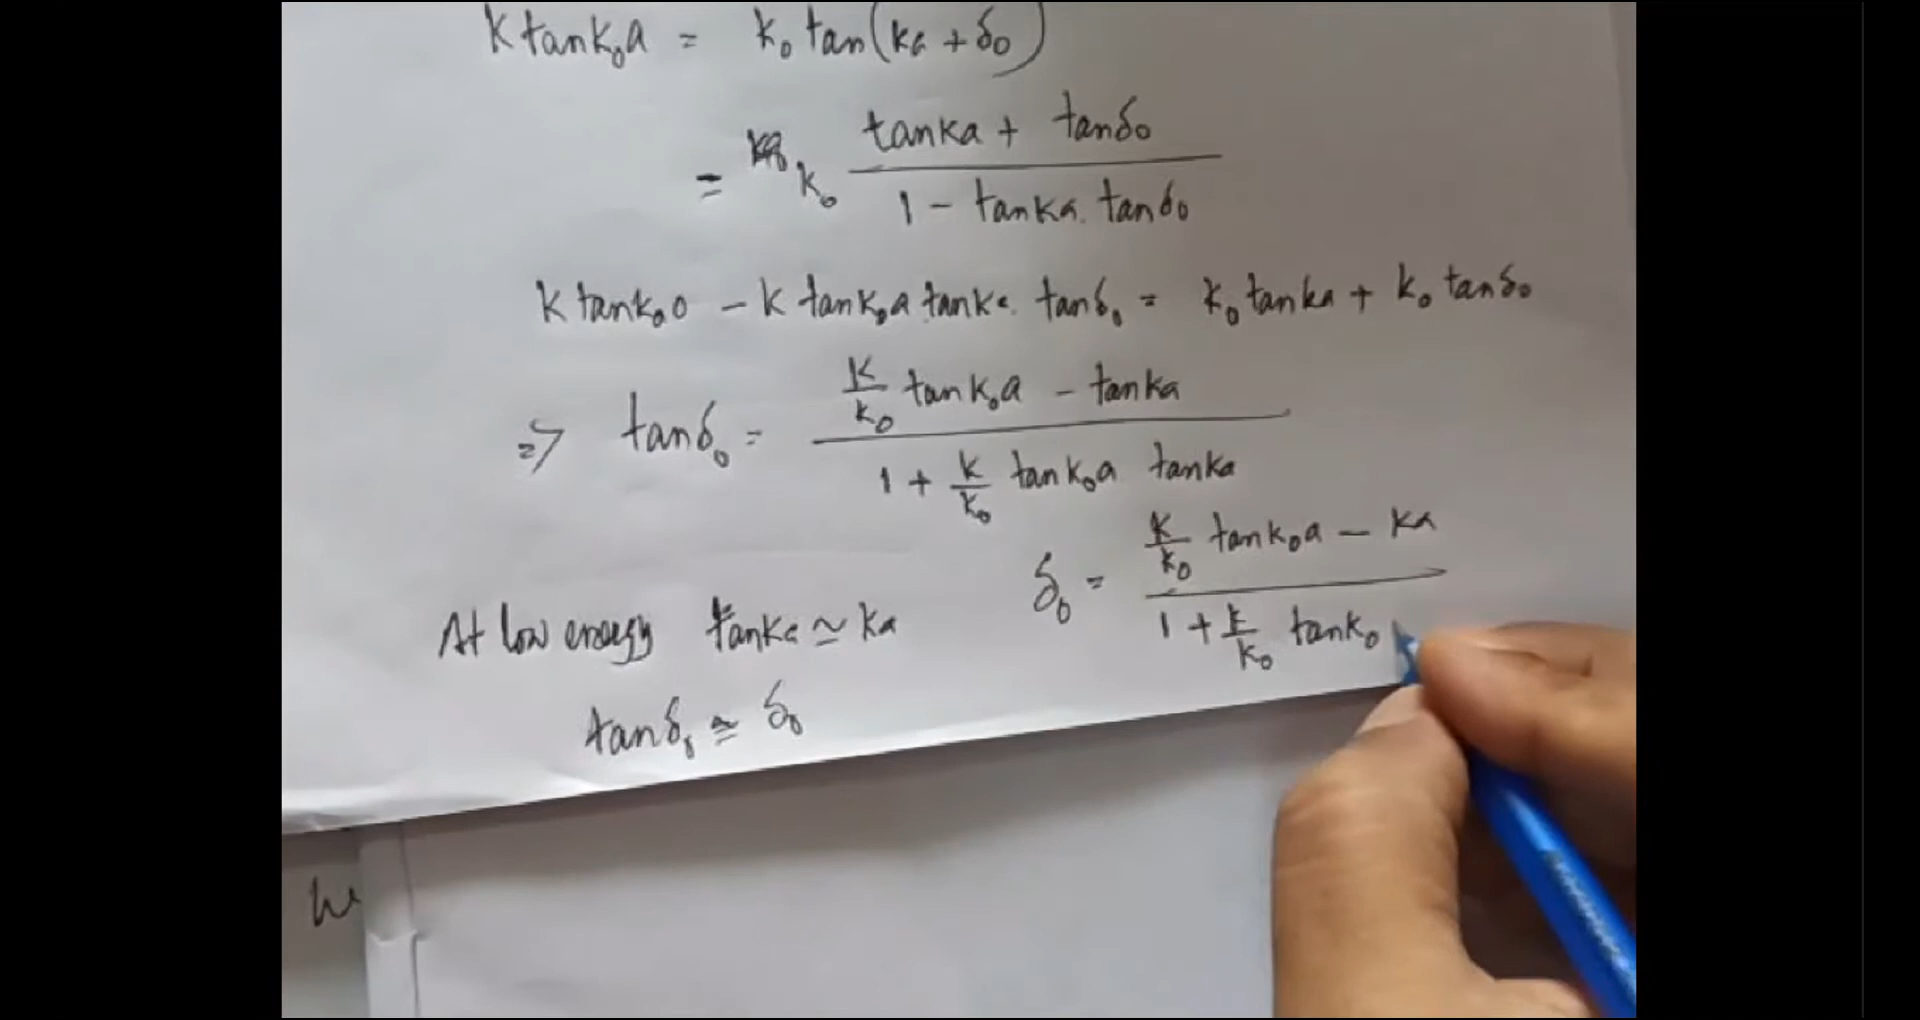 k tank₀a = k₀ tan(ka + δ₀)
= k₀ (tanka + tanδ₀) / (1 - tanka. tanδ₀)
k tank₀a - k tank₀a tanka. tanδ₀ = k₀ tanka + k₀ tanδ₀
=> tanδ₀ = (k/k₀ tank₀a - tanka) / (1 + k/k₀ tank₀a tanka)
δ₀ = (k/k₀ tank₀a - ka) / (1 + k/k₀ tank₀
At low energy tanka ≃ ka
tanδ₀ ≅ δ₀